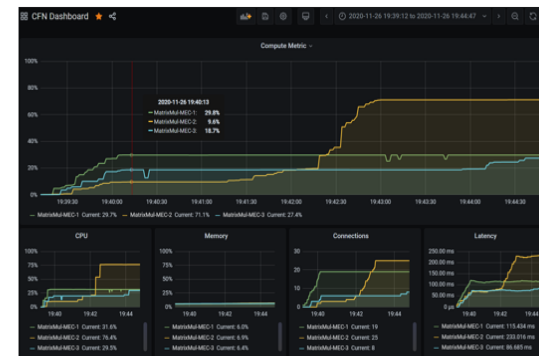 CFN Dashboard
2020-11-26 19:39:12 to 2020-11-26 19:44:47
Compute Metric
100%
80%
60%
40%
20%
0%
2020-11-26 19:40:13
MatrixMul-MEC-1: 29.8%
MatrixMul-MEC-2: 9.6%
MatrixMul-MEC-3: 18.7%
19:39:30 19:40:00 19:40:30 19:41:00 19:41:30 19:42:00 19:42:30 19:43:00 19:43:30 19:44:00 19:44:30
MatrixMul-MEC-1 Current: 29.7% MatrixMul-MEC-2 Current: 71.1% MatrixMul-MEC-3 Current: 27.4%
CPU
100%
75%
50%
25%
0%
19:40 19:42 19:44
MatrixMul-MEC-1 Current: 31.6%
MatrixMul-MEC-2 Current: 76.4%
MatrixMul-MEC-3 Current: 29.5%
Memory
100%
75%
50%
25%
0%
19:40 19:42 19:44
MatrixMul-MEC-1 Current: 6.0%
MatrixMul-MEC-2 Current: 6.9%
MatrixMul-MEC-3 Current: 6.4%
Connections
30
20
10
0
19:40 19:42 19:44
MatrixMul-MEC-1 Current: 19
MatrixMul-MEC-2 Current: 25
MatrixMul-MEC-3 Current: 8
Latency
250.00 ms
200.00 ms
150.00 ms
100.00 ms
50.00 ms
0.00 µs
19:40 19:42 19:44
MatrixMul-MEC-1 Current: 115.434 ms
MatrixMul-MEC-2 Current: 233.016 ms
MatrixMul-MEC-3 Current: 86.685 ms